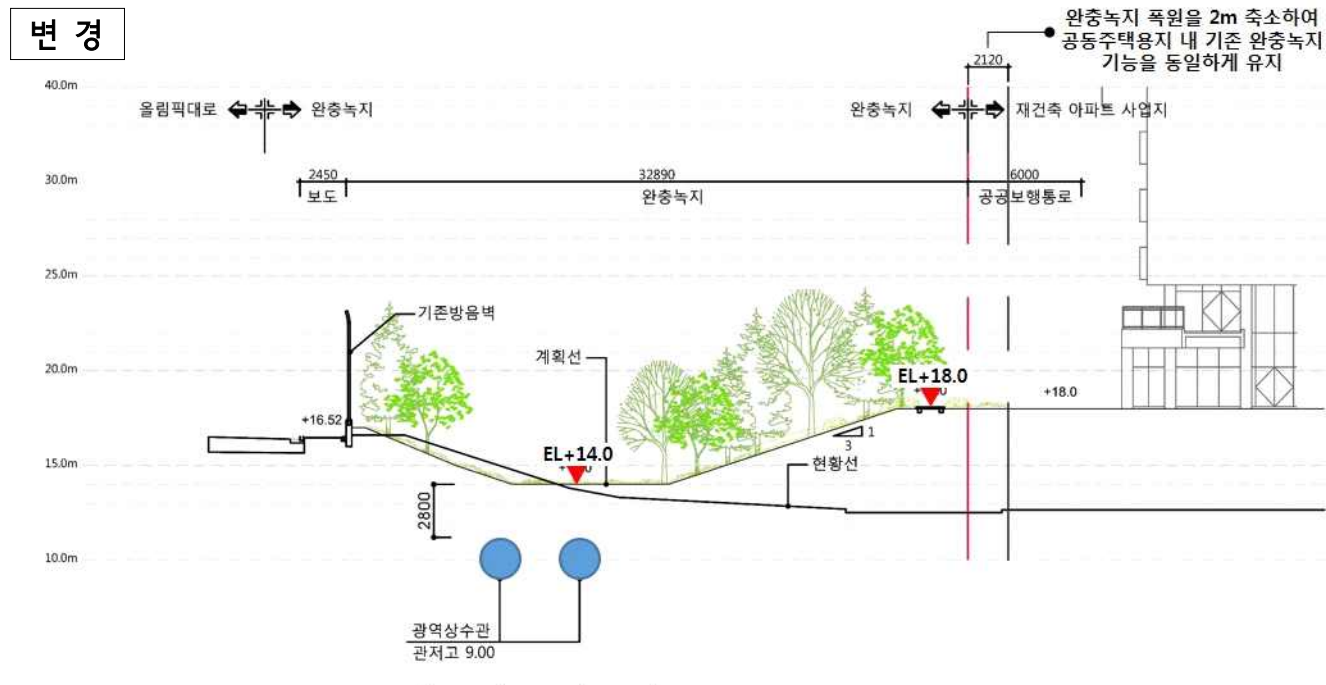 변 경
완충녹지 폭원을 2m 축소하여
공동주택용지 내 기존 완충녹지
기능을 동일하게 유지
2120
40.0m
올림픽대로
완충녹지
완충녹지
재건축 아파트 사업지
30.0m
2450
32890
6000
보도
완충녹지
공공보행통로
25.0m
기존방음벽
계획선
20.0m
EL+18.0
+18.0
+16.52
1
3
EL+14.0
15.0m
현황선
2800
10.0m
광역상수관
관저고 9.00